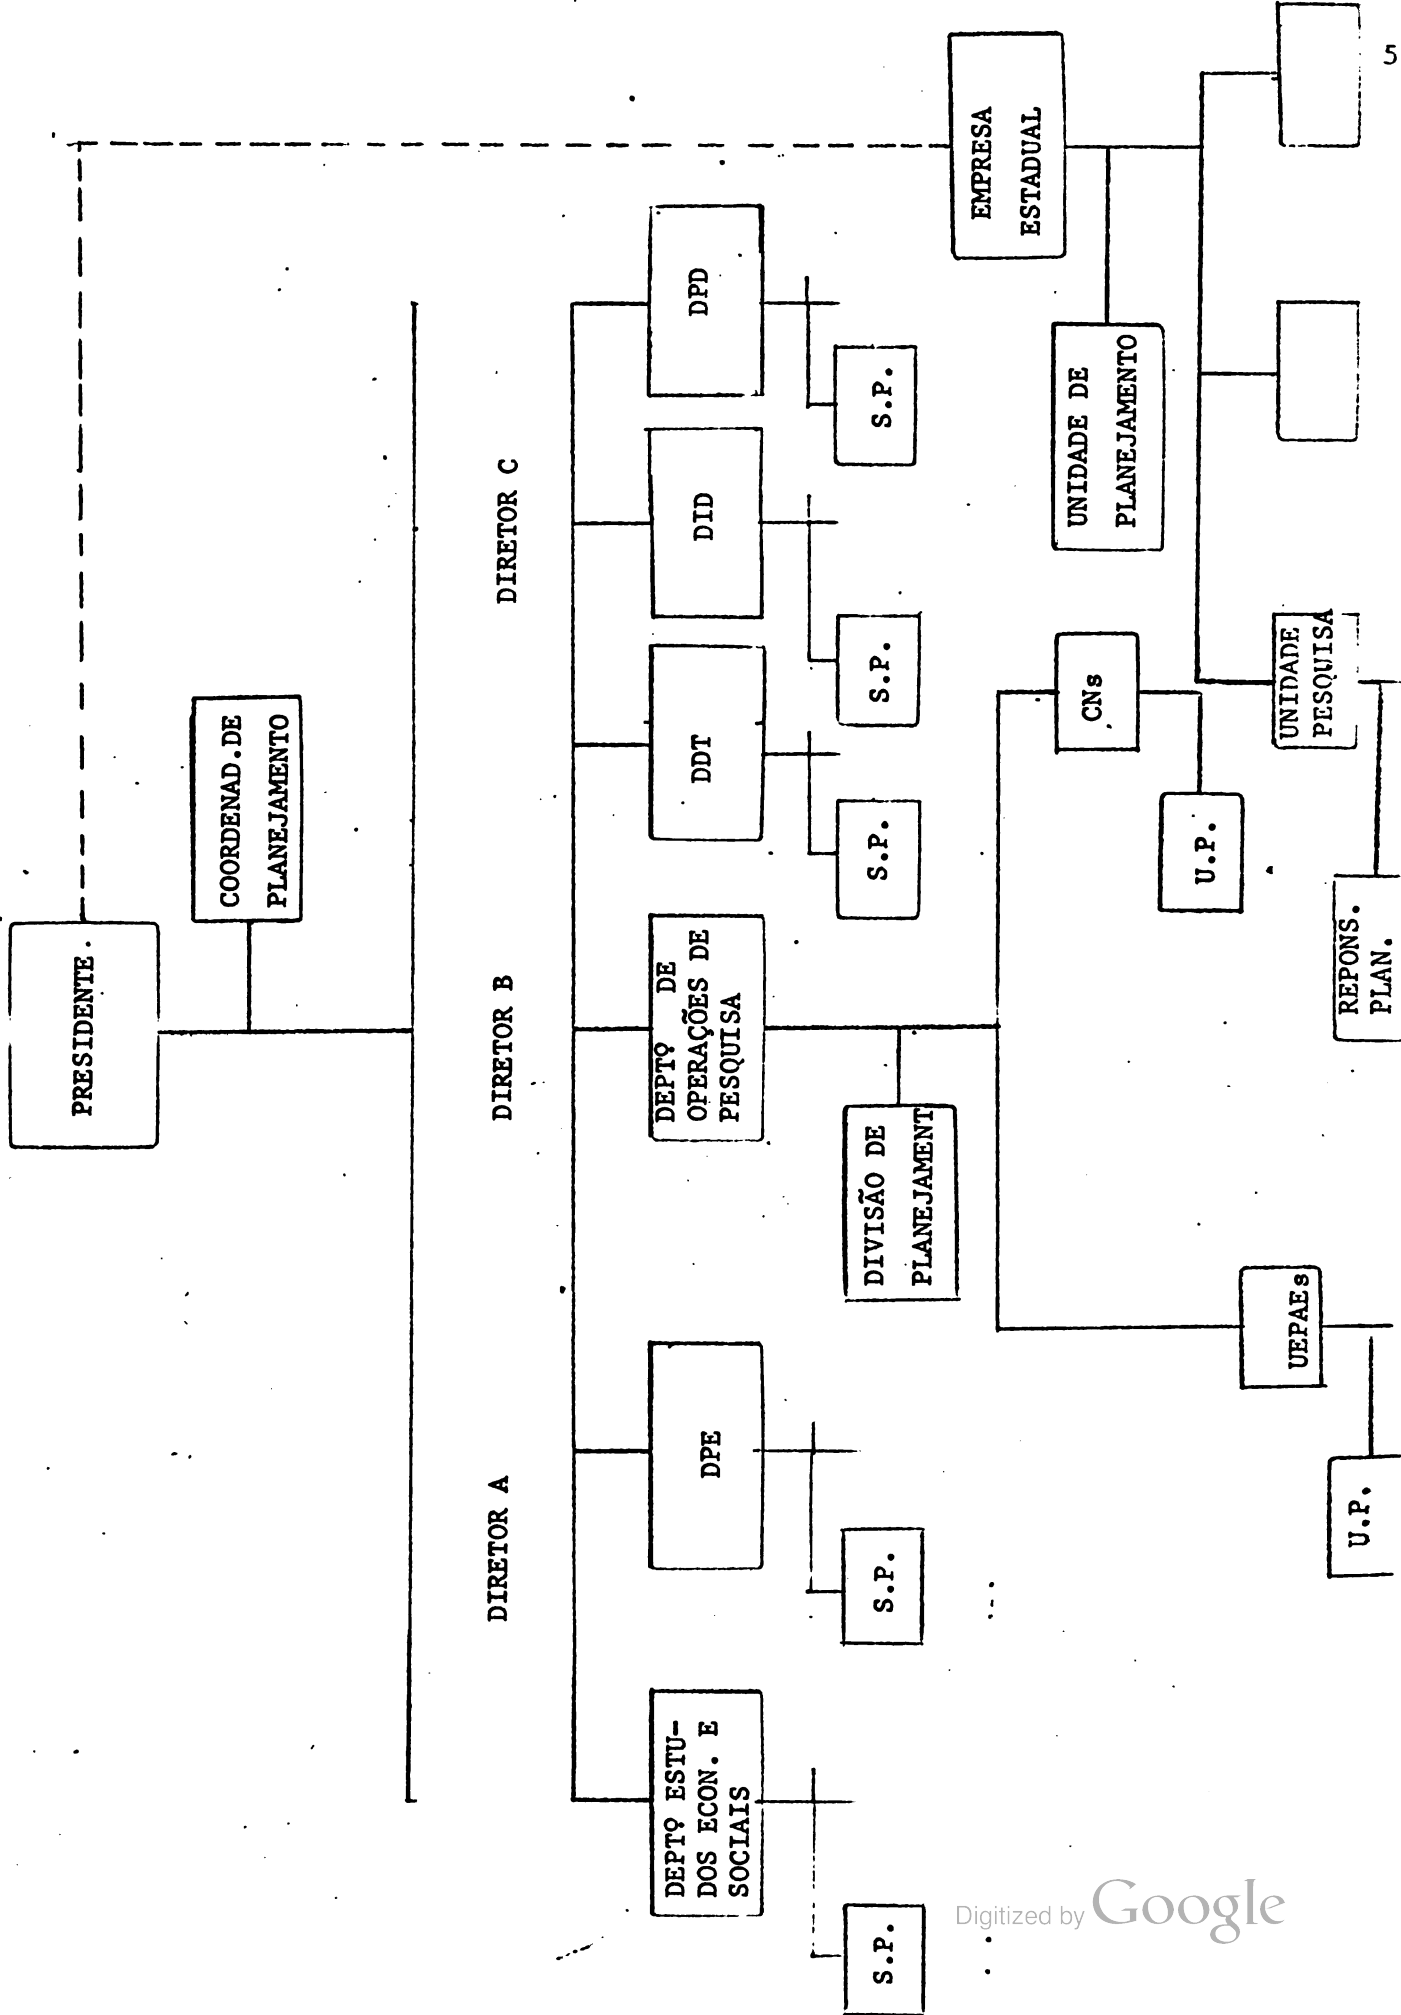 5
PRESIDENTE.
COORDENAD.DE
PLANEJAMENTO
DIRETOR A
DIRETOR B
DIRETOR C
DEPTº ESTU-
DOS ECON. E
SOCIAIS
DPE
DEPTº DE
OPERAÇÕES DE
PESQUISA
DDT
DID
DPD
S.P.
S.P.
S.P.
S.P.
S.P.
DIVISÃO DE
PLANEJAMENT
EMPRESA
ESTADUAL
UNIDADE DE
PLANEJAMENTO
CNs
U.P.
UEPAEs
U.P.
UNIDADE
PESQUISA
REPONS.
PLAN.
Digitized by Google